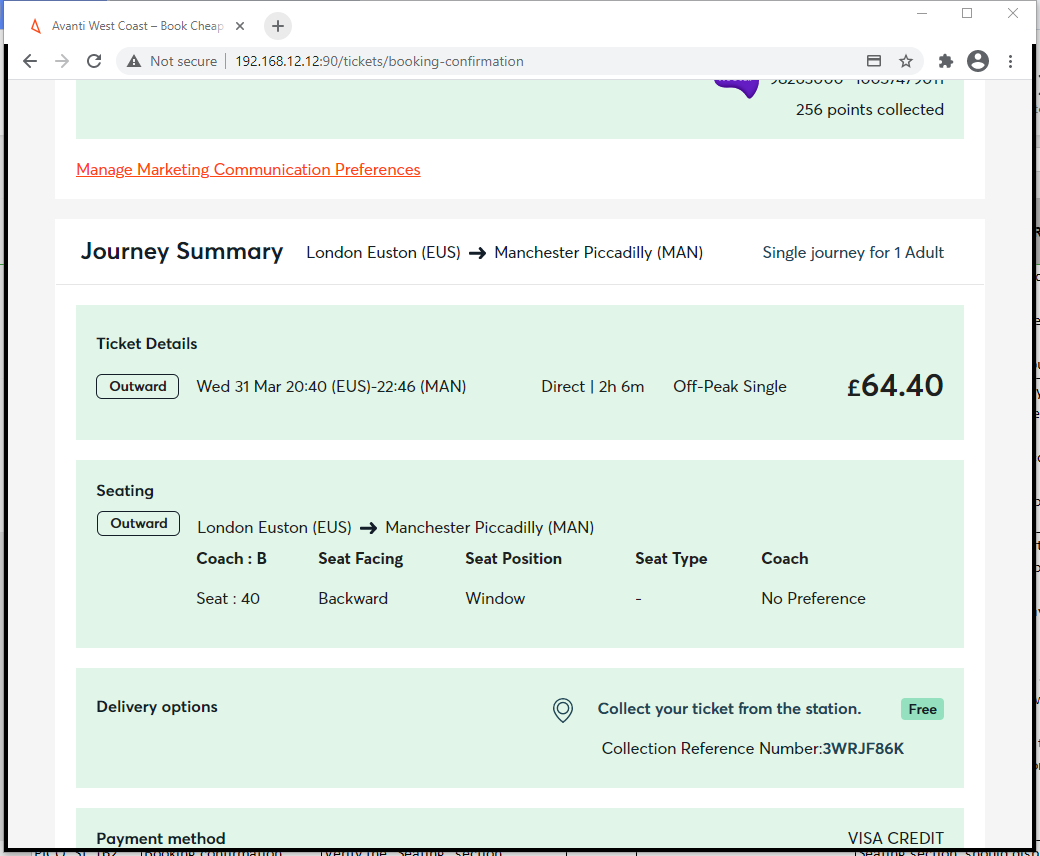 Avanti West Coast – Book Cheap
Not secure | 192.168.12.12:90/tickets/booking-confirmation
256 points collected
Manage Marketing Communication Preferences
Journey Summary London Euston (EUS) → Manchester Piccadilly (MAN) Single journey for 1 Adult
Ticket Details
Outward Wed 31 Mar 20:40 (EUS)-22:46 (MAN) Direct | 2h 6m Off-Peak Single £64.40
Seating
Outward London Euston (EUS) → Manchester Piccadilly (MAN)
Coach : B Seat Facing Seat Position Seat Type Coach
Seat : 40 Backward Window - No Preference
Delivery options Collect your ticket from the station. Free
Collection Reference Number:3WRJF86K
Payment method VISA CREDIT